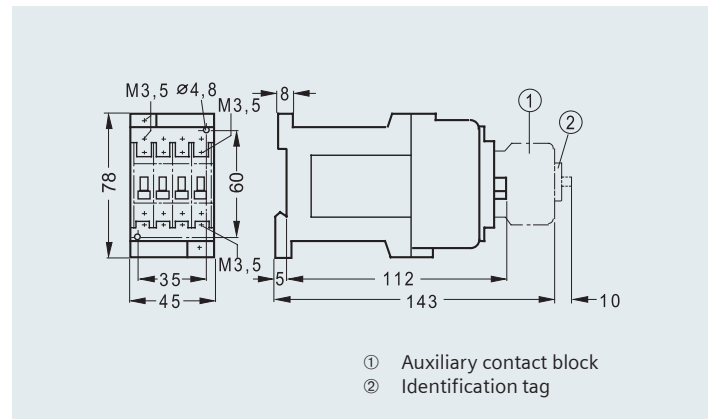 M3,5 ⌀4,8
8
M3,5
①
②
78
60
M3,5
35
5
112
45
143
10
① Auxiliary contact block
② Identification tag